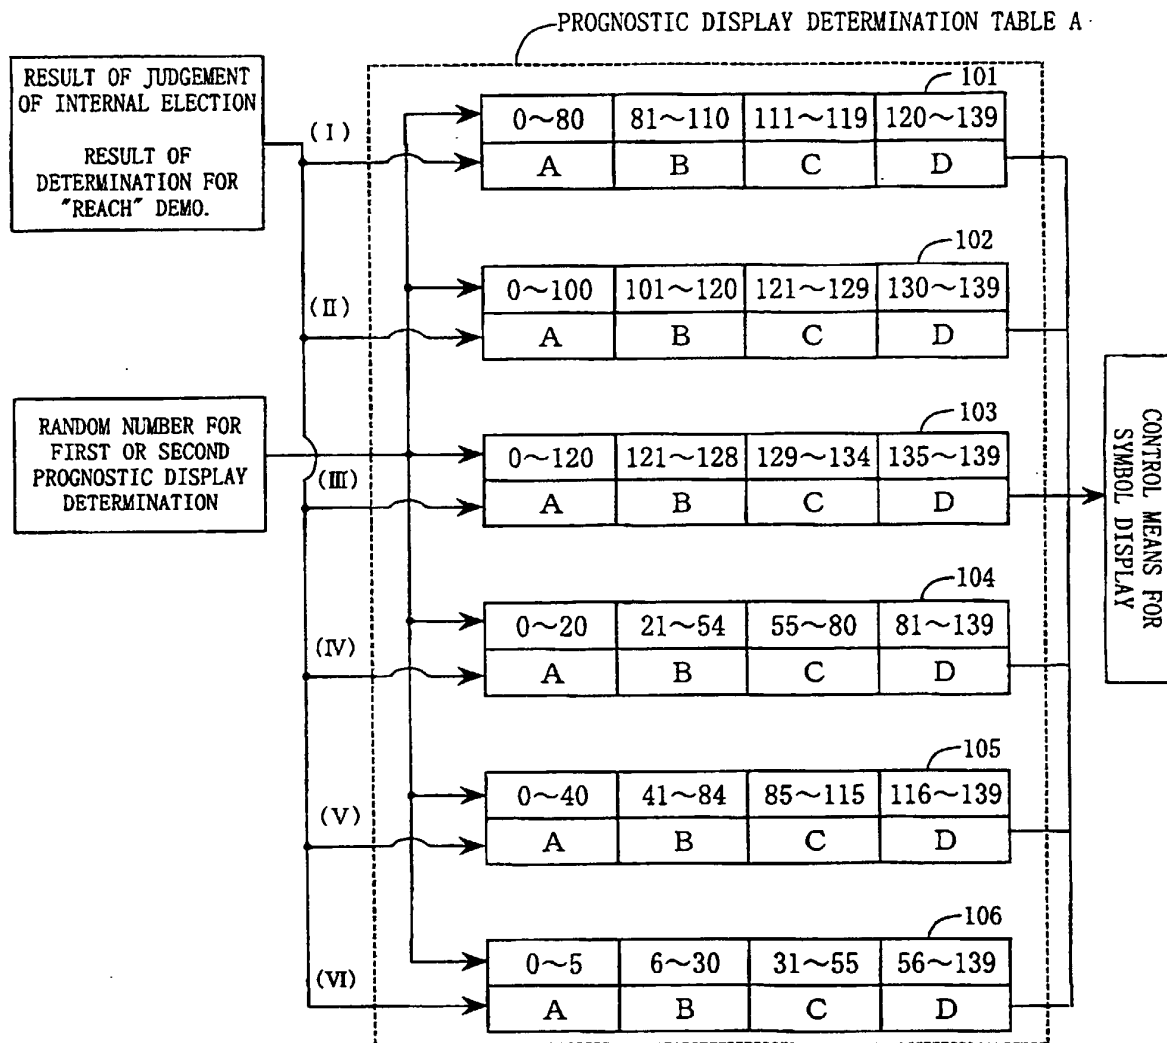 PROGNOSTIC DISPLAY DETERMINATION TABLE A
RESULT OF JUDGEMENT
OF INTERNAL ELECTION
RESULT OF
DETERMINATION FOR
"REACH" DEMO.
(I)
101
0~80 81~110 111~119 120~139
A B C D
(II)
102
0~100 101~120 121~129 130~139
A B C D
RANDOM NUMBER FOR
FIRST OR SECOND
PROGNOSTIC DISPLAY
DETERMINATION
(III)
103
0~120 121~128 129~134 135~139
A B C D
CONTROL MEANS FOR
SYMBOL DISPLAY
(IV)
104
0~20 21~54 55~80 81~139
A B C D
(V)
105
0~40 41~84 85~115 116~139
A B C D
(VI)
106
0~5 6~30 31~55 56~139
A B C D